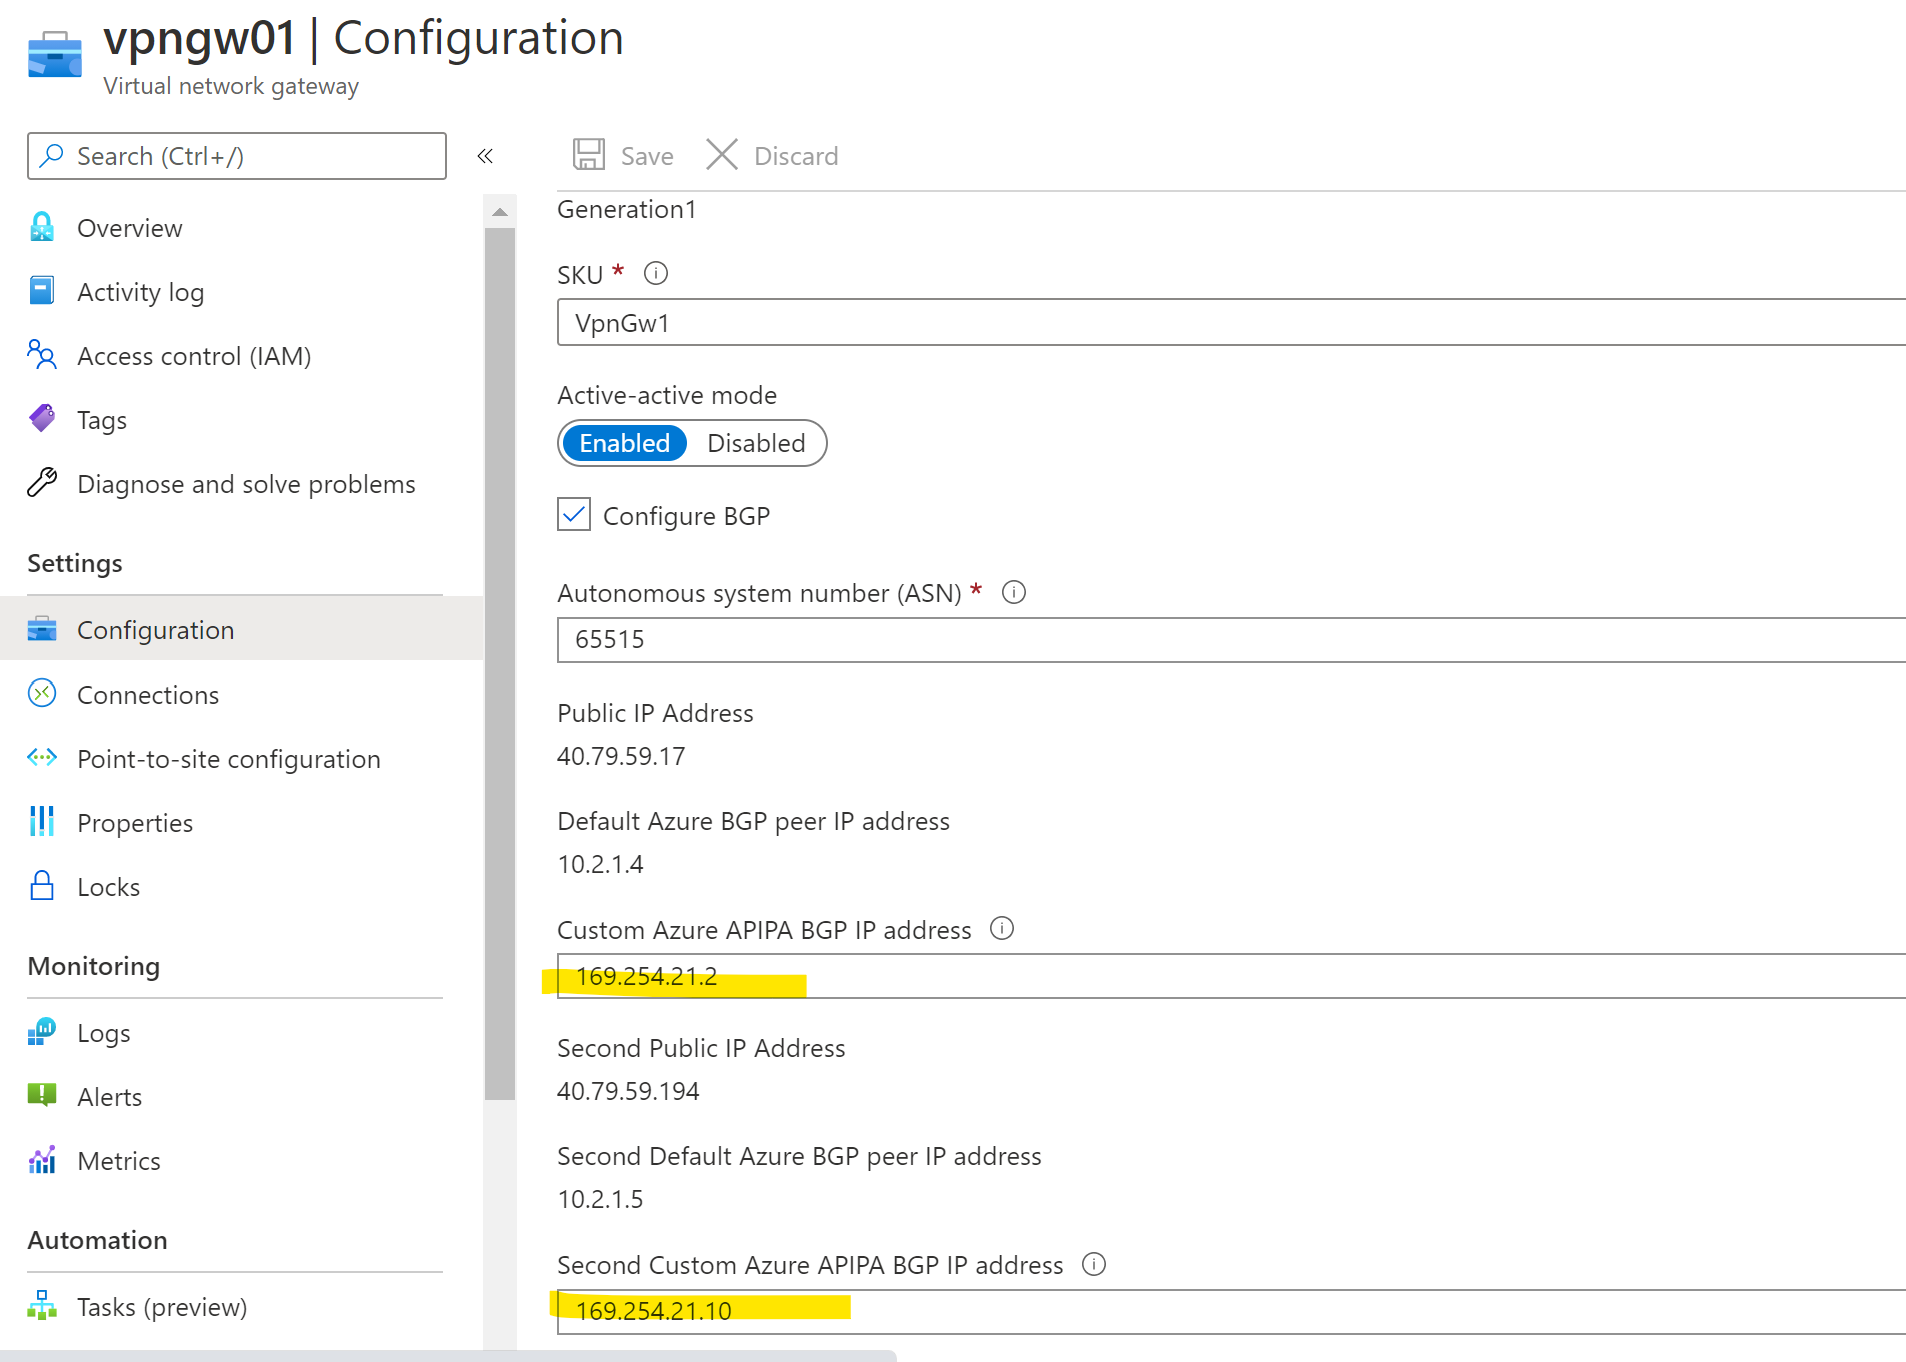 vpngw01 | Configuration
Virtual network gateway
Search (Ctrl+/)
«
Overview
Activity log
Access control (IAM)
Tags
Diagnose and solve problems
Settings
Configuration
Connections
Point-to-site configuration
Properties
Locks
Monitoring
Logs
Alerts
Metrics
Automation
Tasks (preview)
Save Discard
Generation1
SKU *
VpnGw1
Active-active mode
Enabled Disabled
Configure BGP
Autonomous system number (ASN) *
65515
Public IP Address
40.79.59.17
Default Azure BGP peer IP address
10.2.1.4
Custom Azure APIPA BGP IP address
169.254.21.2
Second Public IP Address
40.79.59.194
Second Default Azure BGP peer IP address
10.2.1.5
Second Custom Azure APIPA BGP IP address
169.254.21.10